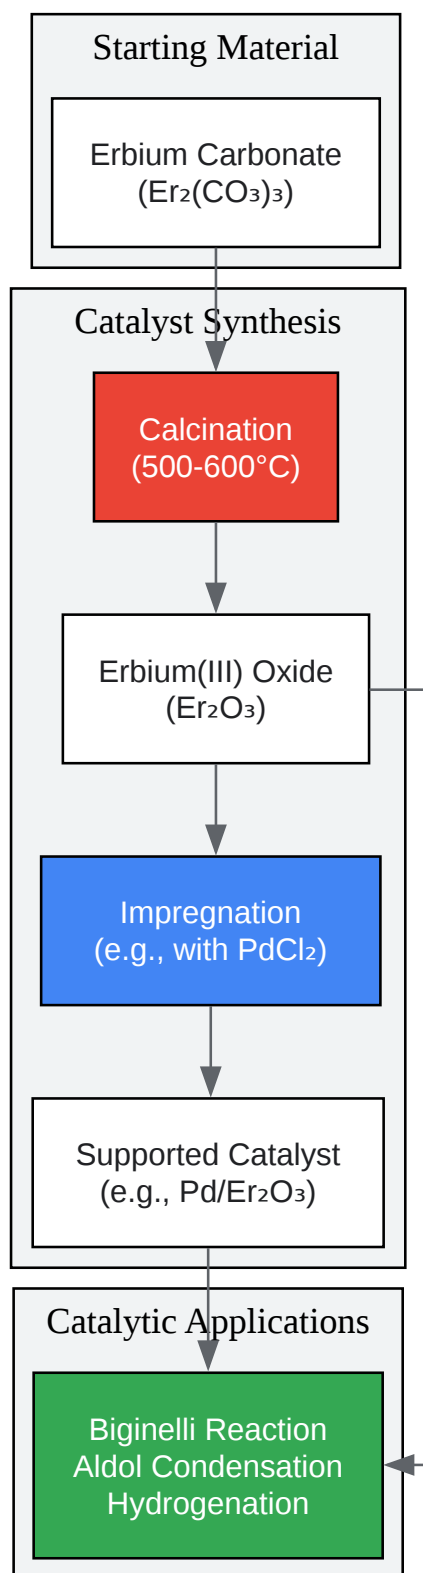 Starting Material
Erbium Carbonate
(Er₂(CO₃)₃)
Catalyst Synthesis
Calcination
(500-600°C)
Erbium(III) Oxide
(Er₂O₃)
Impregnation
(e.g., with PdCl₂)
Supported Catalyst
(e.g., Pd/Er₂O₃)
Catalytic Applications
Biginelli Reaction
Aldol Condensation
Hydrogenation